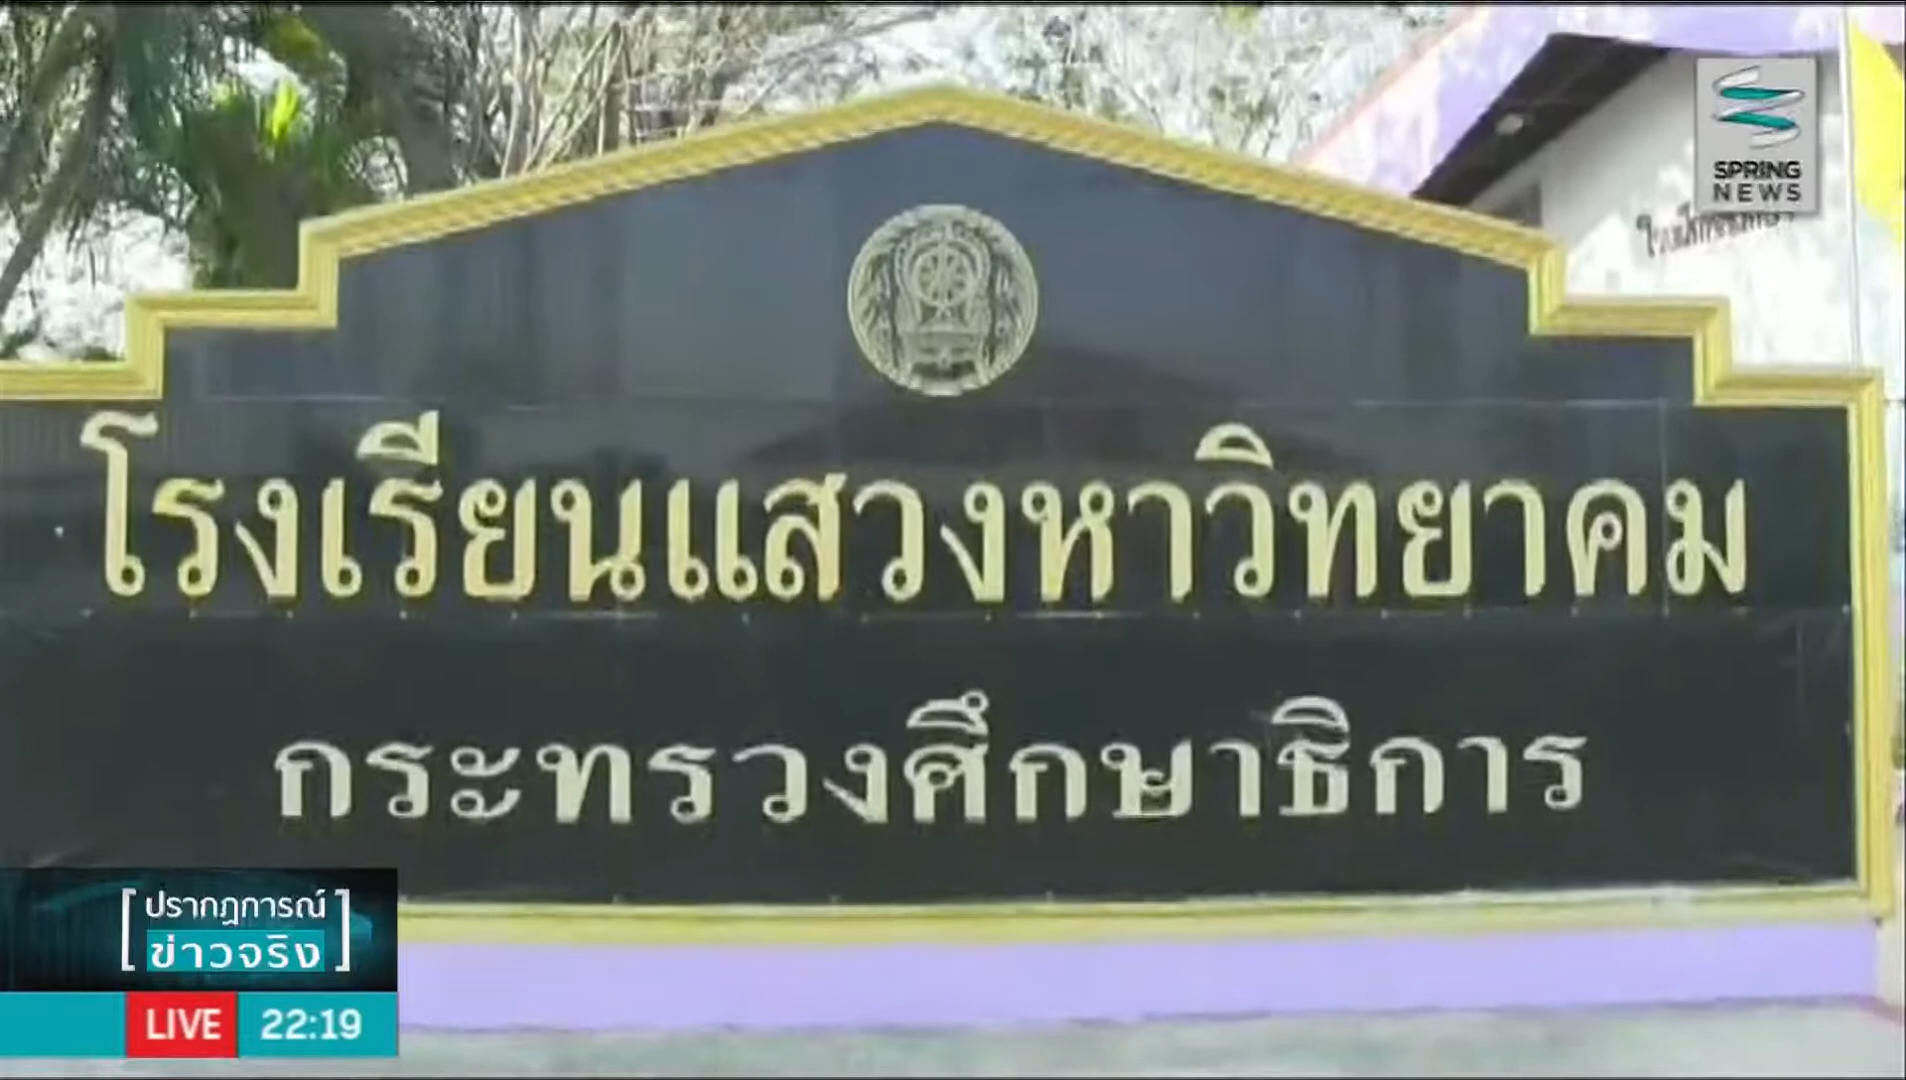 SPRING
NEWS
โรงเรียนแสวงหาวิทยาคม
กระทรวงศึกษาธิการ
ปรากฏการณ์
ข่าวจริง
LIVE 22:19